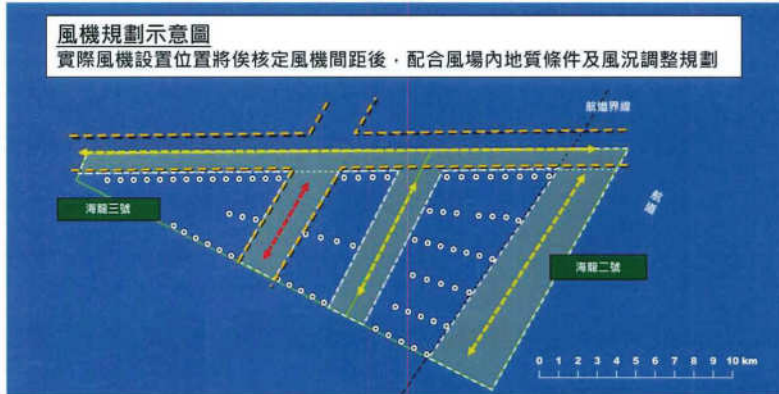 風機規劃示意圖
實際風機設置位置將俟核定風機間距後，配合風場內地質條件及風況調整規劃
航道界線
航道
海龍三號
海龍二號
0 1 2 3 4 5 6 7 8 9 10 km